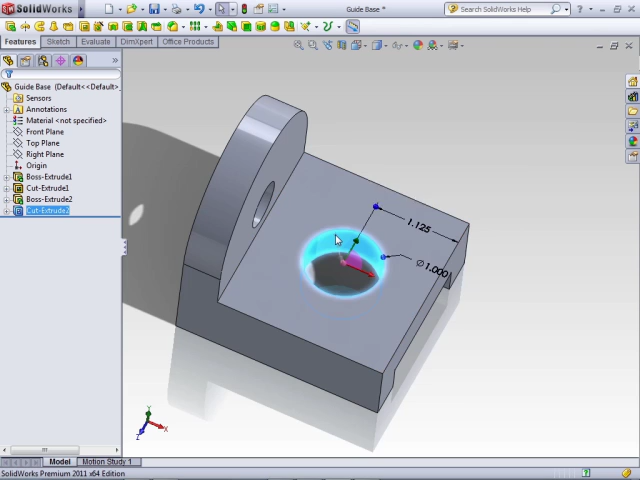 SolidWorks
Guide Base *
Search SolidWorks Help
Features Sketch Evaluate DimXpert Office Products
Guide Base (Default<<Default>_
Sensors
Annotations
Material <not specified>
Front Plane
Top Plane
Right Plane
Origin
Boss-Extrude1
Cut-Extrude1
Boss-Extrude2
Cut-Extrude2
1.125
Ø1.000
Y
X
Z
Model Motion Study 1
SolidWorks Premium 2011 x64 Edition